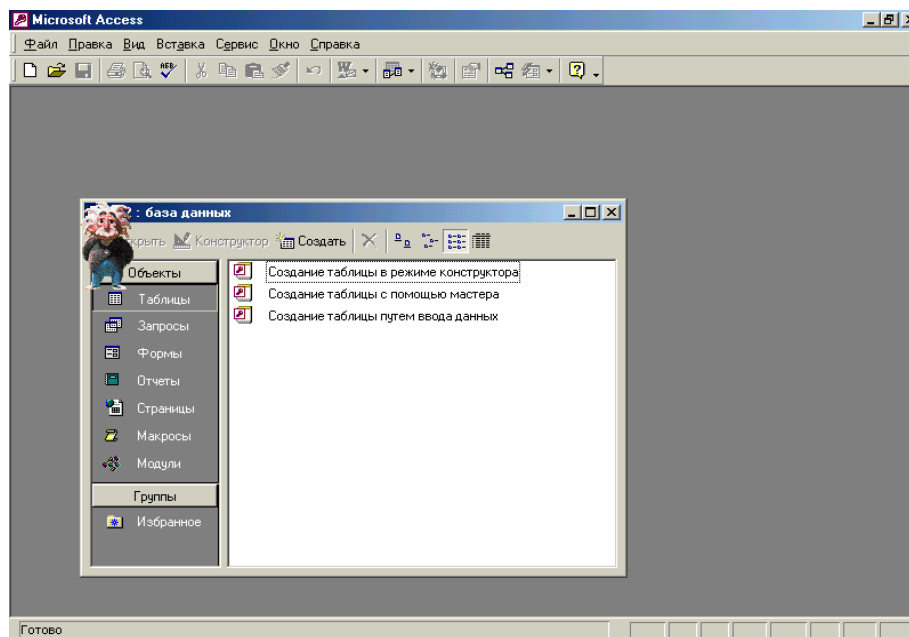 Microsoft Access
Файл Правка Вид Вставка Сервис Окно Справка
: база данных
крыть Конструктор Создать
Объекты
Таблицы
Запросы
Формы
Отчеты
Страницы
Макросы
Модули
Группы
Избранное
Создание таблицы в режиме конструктора
Создание таблицы с помощью мастера
Создание таблицы путем ввода данных
Готово